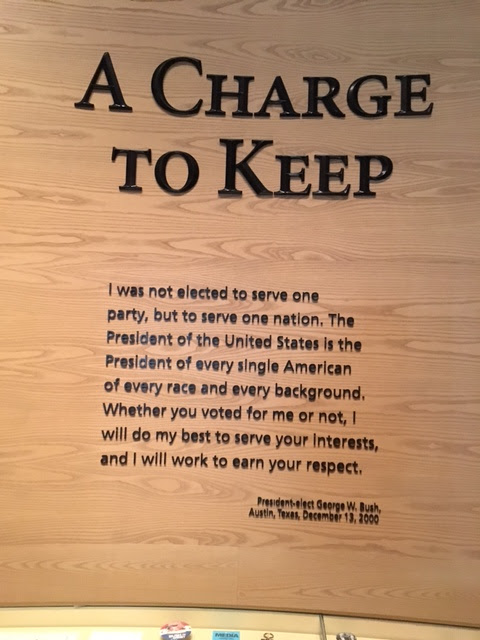 A CHARGE
TO KEEP
I was not elected to serve one
party, but to serve one nation. The
President of the United States is the
President of every single American
of every race and every background.
Whether you voted for me or not, I
will do my best to serve your interests,
and I will work to earn your respect.
President-elect George W. Bush,
Austin, Texas, December 13, 2000
MEDIA